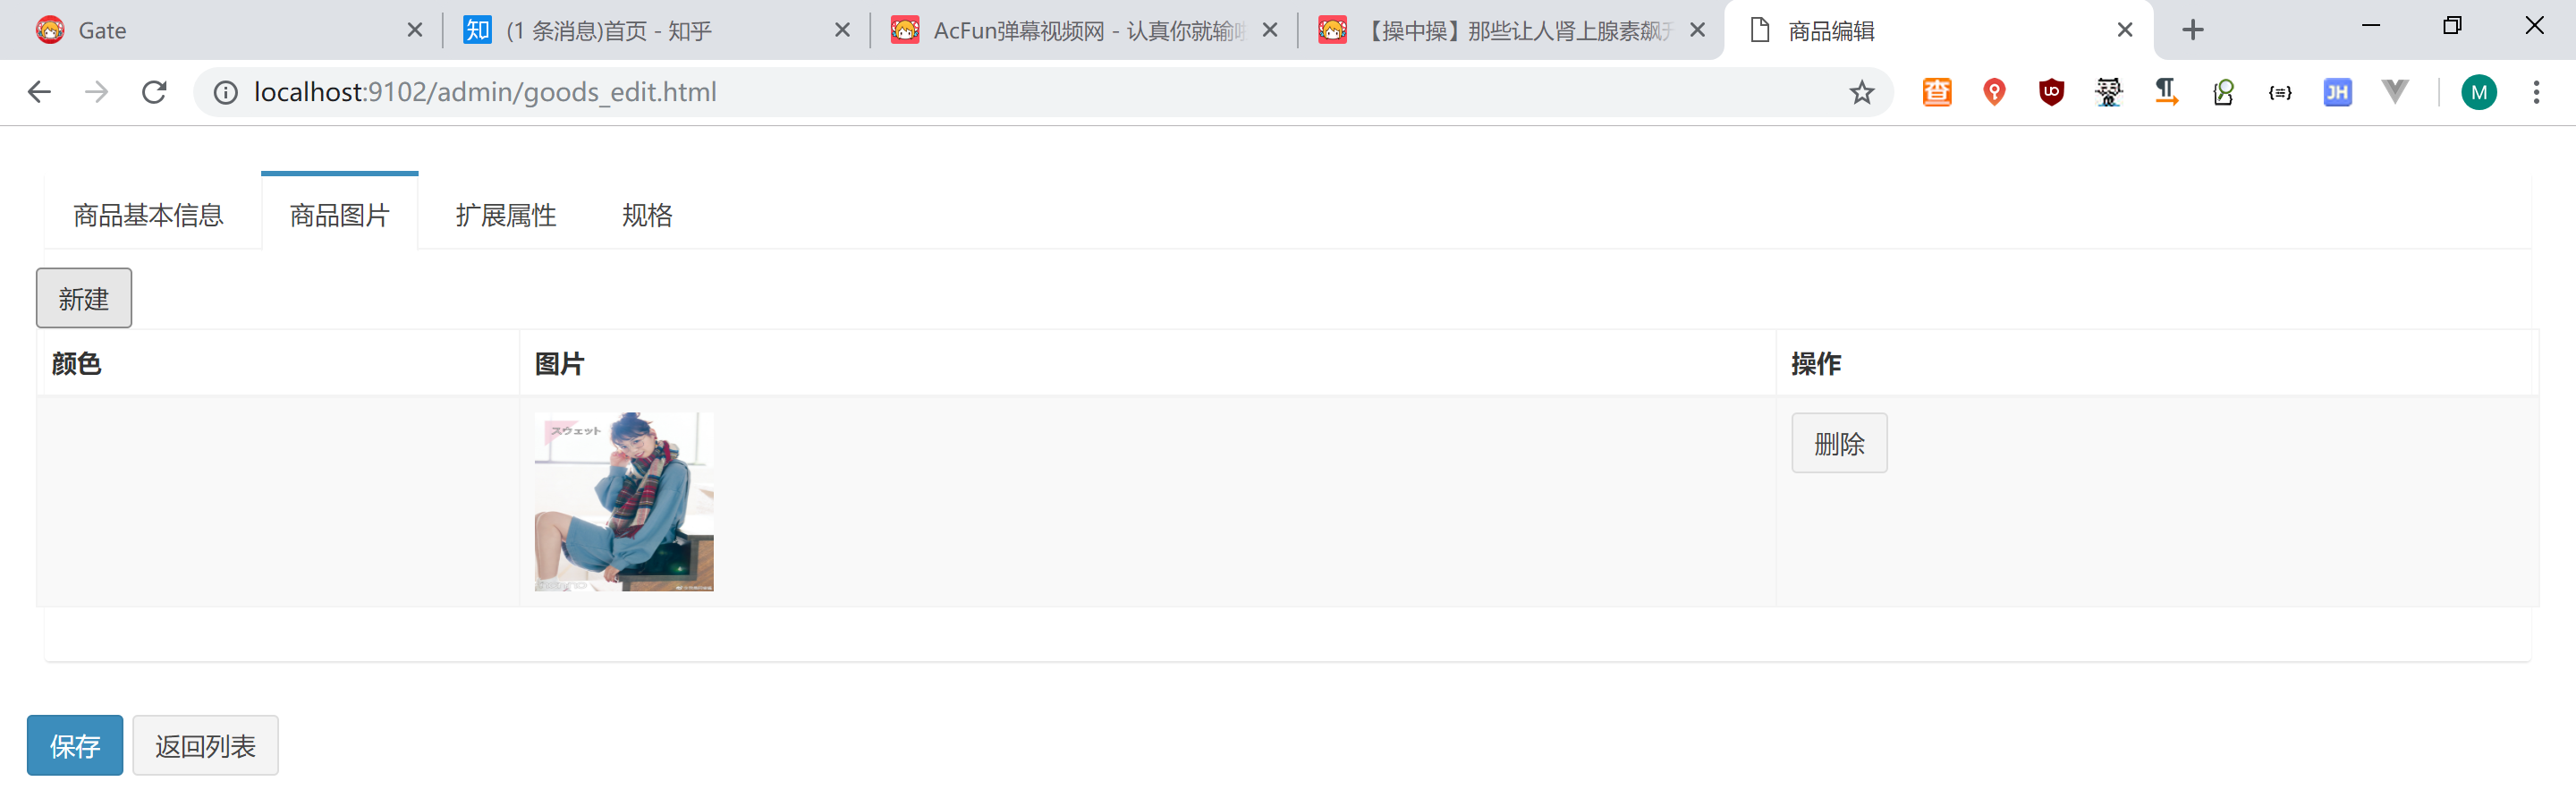 Gate
知 (1 条消息)首页 - 知乎
AcFun弹幕视频网 - 认真你就输
【操中操】那些让人肾上腺素飙
商品编辑
localhost:9102/admin/goods_edit.html
查
JH
M
商品基本信息 商品图片 扩展属性 规格
新建
颜色 图片 操作
スウェット
删除
保存 返回列表